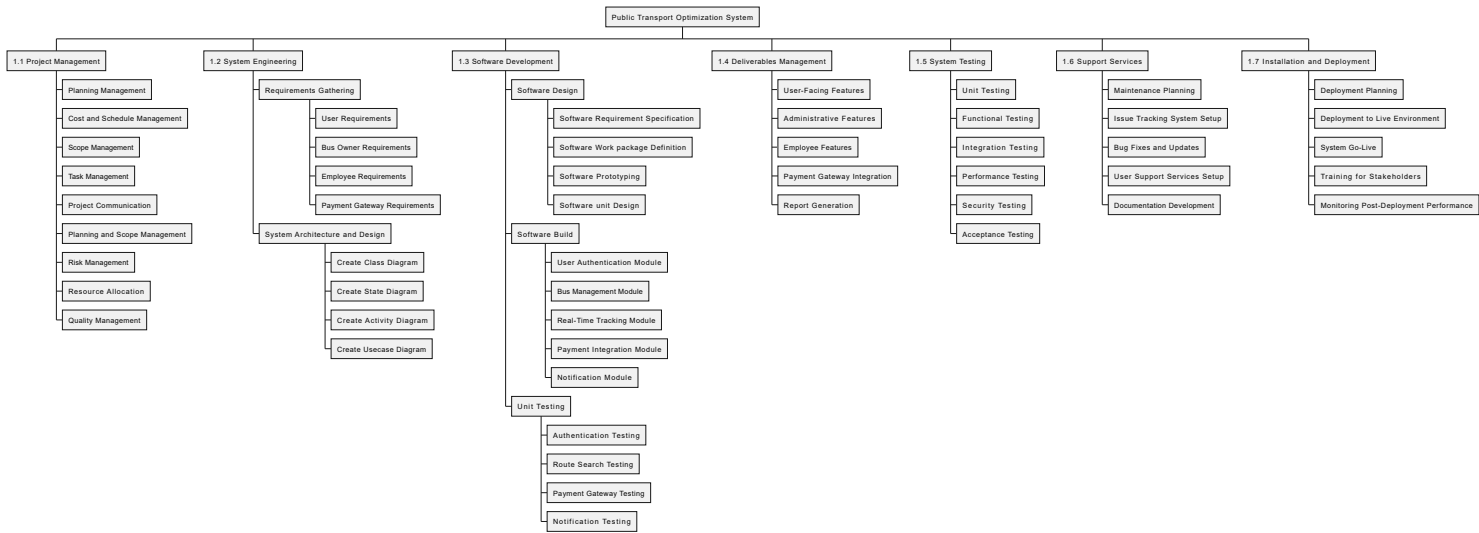 Public Transport Optimization System
1.1 Project Management
Planning Management
Cost and Schedule Management
Scope Management
Task Management
Project Communication
Planning and Scope Management
Risk Management
Resource Allocation
Quality Management
1.2 System Engineering
Requirements Gathering
User Requirements
Bus Owner Requirements
Employee Requirements
Payment Gateway Requirements
System Architecture and Design
Create Class Diagram
Create State Diagram
Create Activity Diagram
Create Usecase Diagram
1.3 Software Development
Software Design
Software Requirement Specification
Software Work package Definition
Software Prototyping
Software unit Design
Software Build
User Authentication Module
Bus Management Module
Real-Time Tracking Module
Payment Integration Module
Notification Module
Unit Testing
Authentication Testing
Route Search Testing
Payment Gateway Testing
Notification Testing
1.4 Deliverables Management
User-Facing Features
Administrative Features
Employee Features
Payment Gateway Integration
Report Generation
1.5 System Testing
Unit Testing
Functional Testing
Integration Testing
Performance Testing
Security Testing
Acceptance Testing
1.6 Support Services
Maintenance Planning
Issue Tracking System Setup
Bug Fixes and Updates
User Support Services Setup
Documentation Development
1.7 Installation and Deployment
Deployment Planning
Deployment to Live Environment
System Go-Live
Training for Stakeholders
Monitoring Post-Deployment Performance